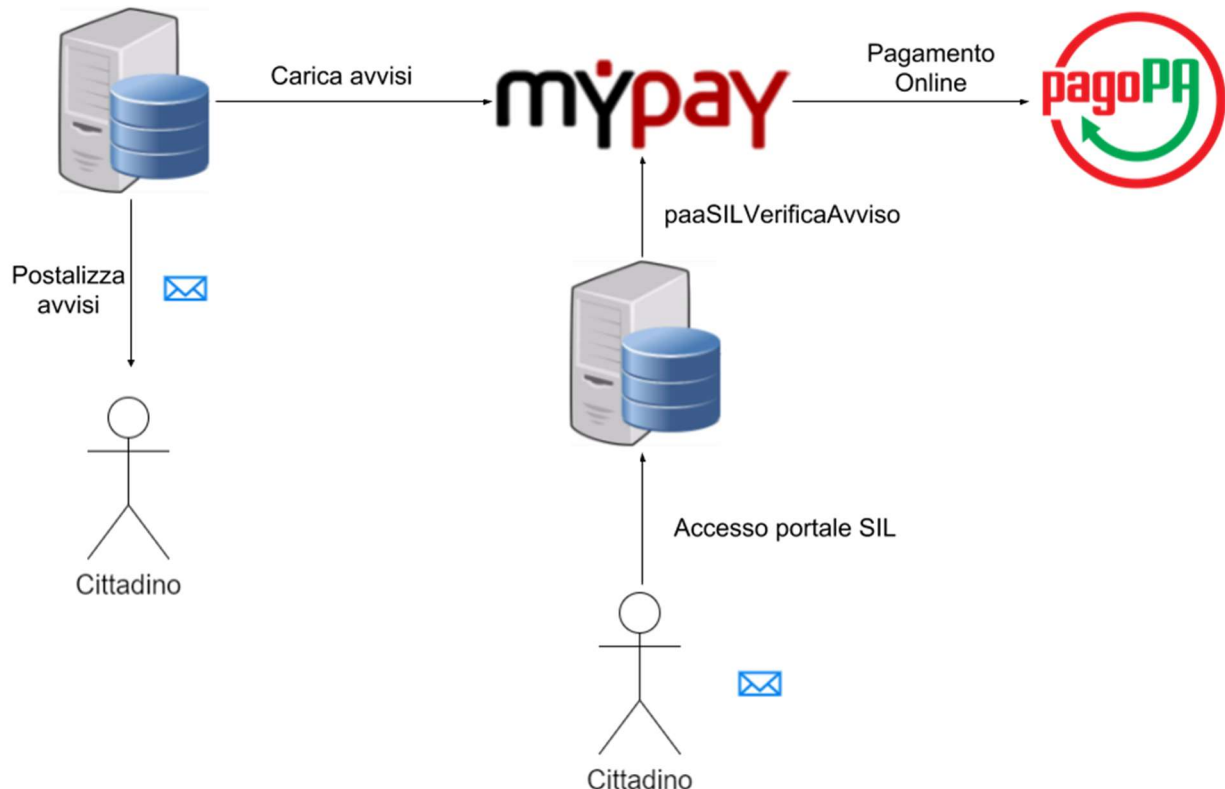 Carica avvisi
mypay
Pagamento
Online
pagoPA
paaSILVerificaAvviso
Postalizza
avvisi
Accesso portale SIL
Cittadino
Cittadino